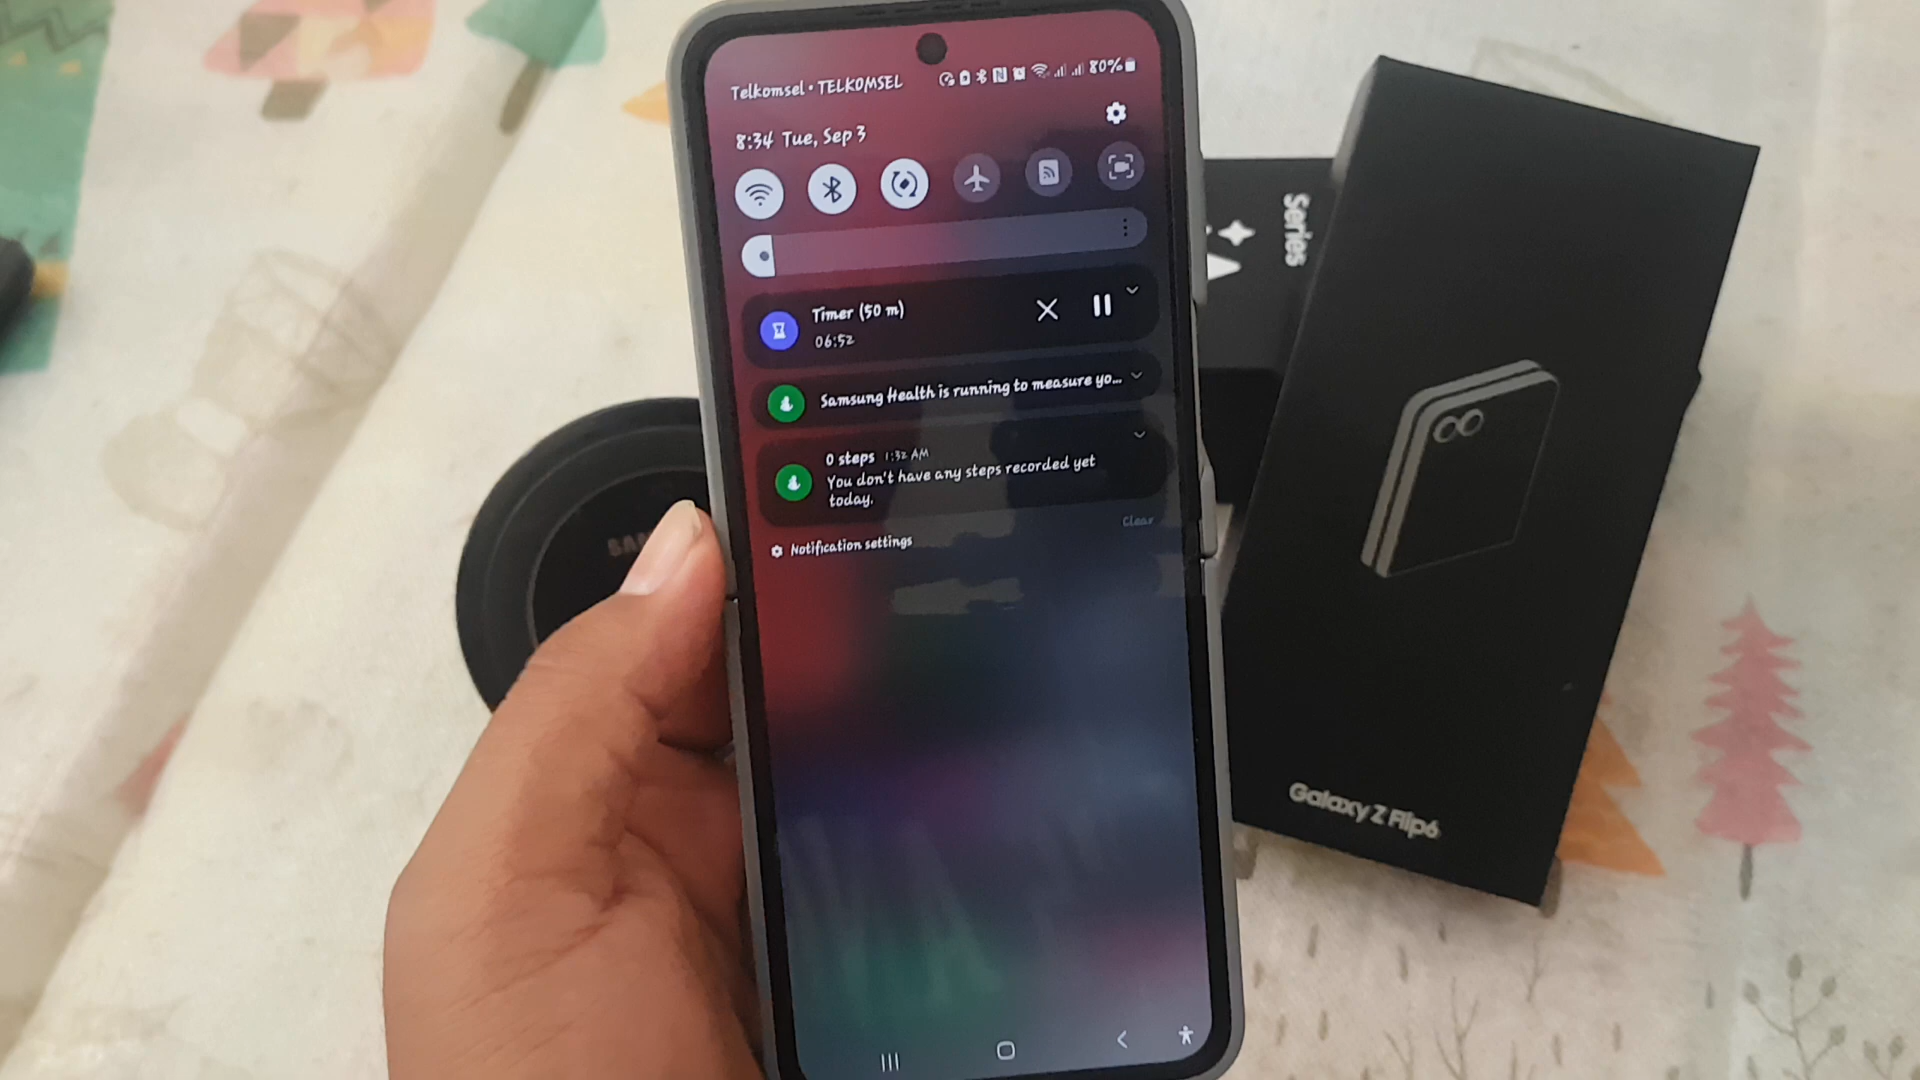 Telkomsel • TELKOMSEL
80%
8:34 Tue, Sep 3
Timer (50 m)
06:52
Samsung Health is running to measure yo...
0 steps 1:32 AM
You don't have any steps recorded yet
today.
Clear
Notification settings
Series
Galaxy Z Flip6